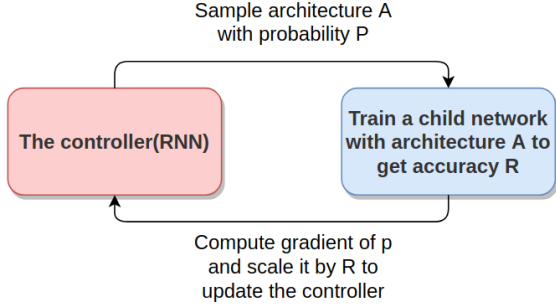 Sample architecture A
with probability P
The controller(RNN)
Train a child network
with architecture A to
get accuracy R
Compute gradient of p
and scale it by R to
update the controller